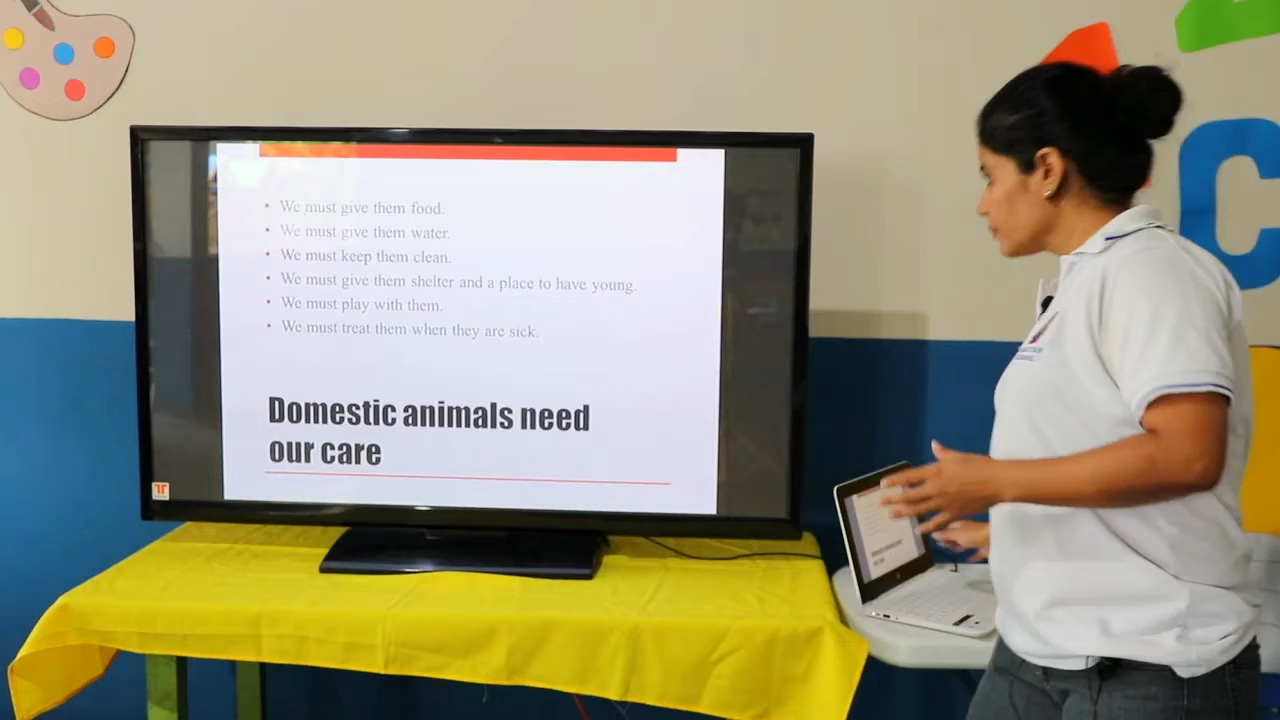 We must give them food.
We must give them water.
We must keep them clean.
We must give them shelter and a place to have young.
We must play with them.
We must treat them when they are sick.
Domestic animals need
our care
C